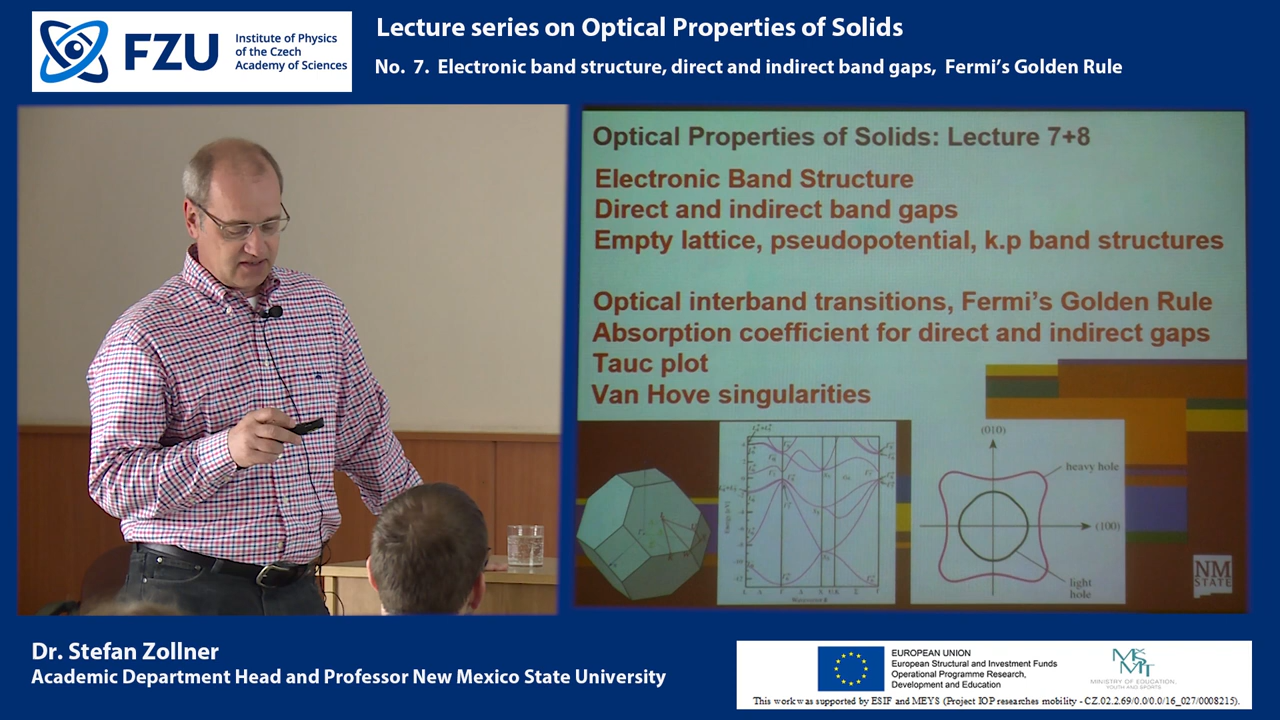 FZU
Institute of Physics
of the Czech
Academy of Sciences
Lecture series on Optical Properties of Solids
No. 7. Electronic band structure, direct and indirect band gaps, Fermi's Golden Rule
Optical Properties of Solids: Lecture 7+8
Electronic Band Structure
Direct and indirect band gaps
Empty lattice, pseudopotential, k.p band structures
Optical interband transitions, Fermi's Golden Rule
Absorption coefficient for direct and indirect gaps
Tauc plot
Van Hove singularities
(010)
heavy hole
(100)
light
hole
NM
STATE
Dr. Stefan Zollner
Academic Department Head and Professor New Mexico State University
EUROPEAN UNION
European Structural and Investment Funds
Operational Programme Research,
Development and Education
MINISTRY OF EDUCATION,
YOUTH AND SPORTS
This work was supported by ESIF and MEYS (Project IOP researches mobility - CZ.02.2.69/0.0/0.0/16_027/0008215).